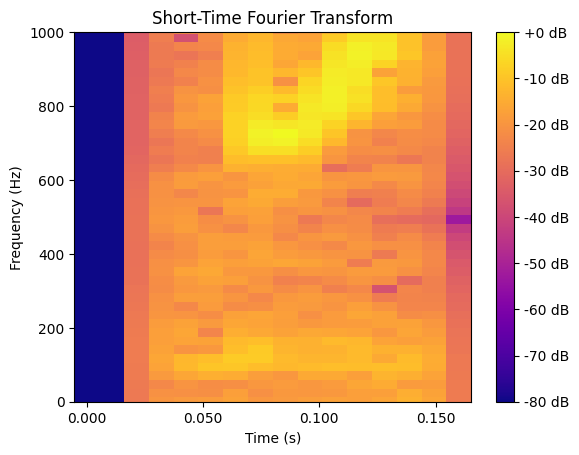 Short-Time Fourier Transform
1000
800
600
400
200
0
Frequency (Hz)
0.000
0.050
0.100
0.150
Time (s)
+0 dB
-10 dB
-20 dB
-30 dB
-40 dB
-50 dB
-60 dB
-70 dB
-80 dB